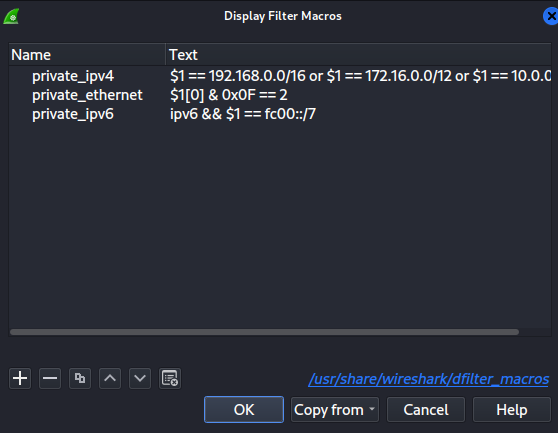 Display Filter Macros
Name Text
private_ipv4 $1 == 192.168.0.0/16 or $1 == 172.16.0.0/12 or $1 == 10.0.0
private_ethernet $1[0] & 0x0F == 2
private_ipv6 ipv6 && $1 == fc00::/7
/usr/share/wireshark/dfilter_macros
OK Copy from Cancel Help